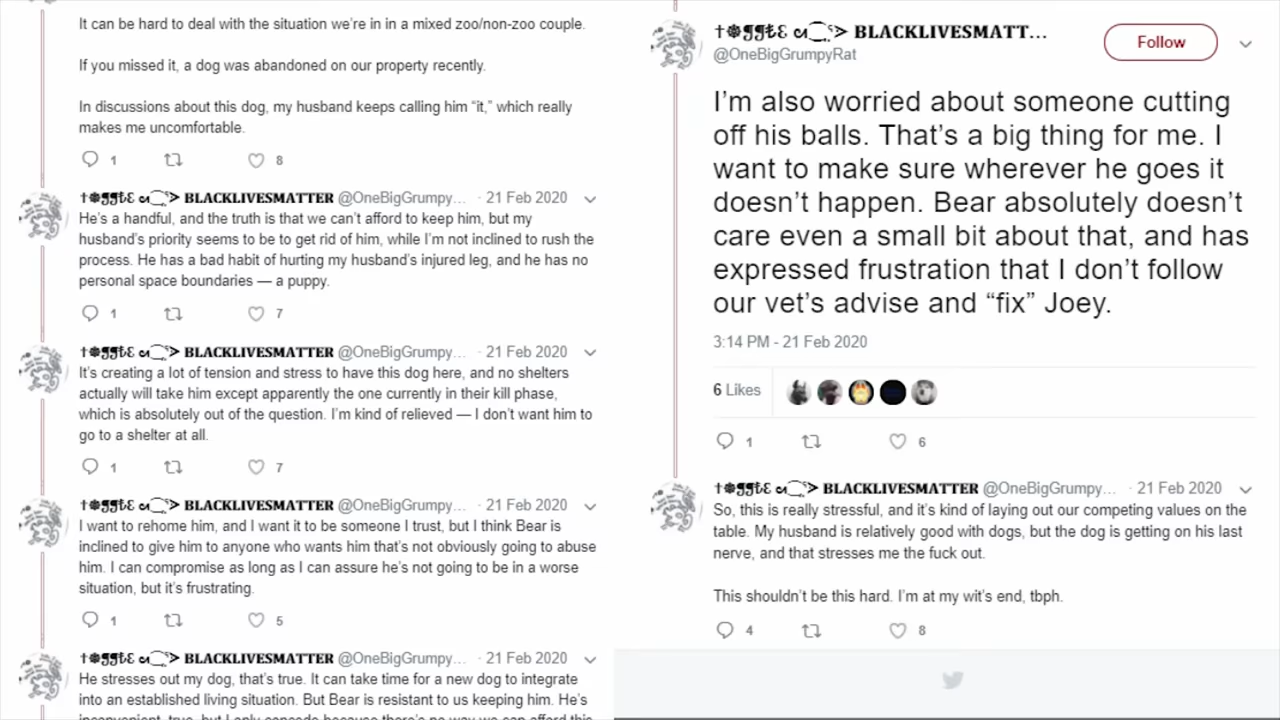 It can be hard to deal with the situation we're in in a mixed zoo/non-zoo couple.
If you missed it, a dog was abandoned on our property recently.
In discussions about this dog, my husband keeps calling him “it,” which really
makes me uncomfortable.
1 8
BLACKLIVESMATTER @OneBigGrumpy... · 21 Feb 2020
He's a handful, and the truth is that we can't afford to keep him, but my
husband's priority seems to be to get rid of him, while I'm not inclined to rush the
process. He has a bad habit of hurting my husband's injured leg, and he has no
personal space boundaries — a puppy.
1 7
BLACKLIVESMATTER @OneBigGrumpy... · 21 Feb 2020
It's creating a lot of tension and stress to have this dog here, and no shelters
actually will take him except apparently the one currently in their kill phase,
which is absolutely out of the question. I'm kind of relieved — I don't want him to
go to a shelter at all.
1 7
BLACKLIVESMATTER @OneBigGrumpy... · 21 Feb 2020
I want to rehome him, and I want it to be someone I trust, but I think Bear is
inclined to give him to anyone who wants him that's not obviously going to abuse
him. I can compromise as long as I can assure he's not going to be in a worse
situation, but it's frustrating.
1 5
BLACKLIVESMATTER @OneBigGrumpy... · 21 Feb 2020
He stresses out my dog, that's true. It can take time for a new dog to integrate
into an established living situation. But Bear is resistant to us keeping him. He's
inconvenient, true, but I only concede because there's no way we can afford this
BLACKLIVESMATT...
Follow
@OneBigGrumpyRat
I'm also worried about someone cutting
off his balls. That's a big thing for me. I
want to make sure wherever he goes it
doesn't happen. Bear absolutely doesn't
care even a small bit about that, and has
expressed frustration that I don't follow
our vet's advise and “fix” Joey.
3:14 PM - 21 Feb 2020
6 Likes
1 6
BLACKLIVESMATTER @OneBigGrumpy... · 21 Feb 2020
So, this is really stressful, and it's kind of laying out our competing values on the
table. My husband is relatively good with dogs, but the dog is getting on his last
nerve, and that stresses me the fuck out.
This shouldn't be this hard. I'm at my wit's end, tbph.
4 8